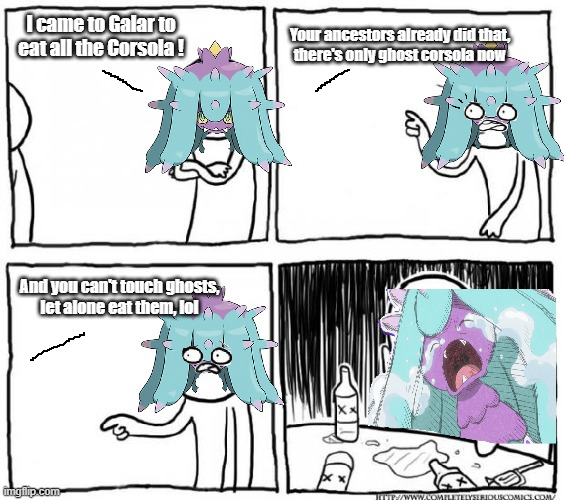 I came to Galar to
eat all the Corsola !
Your ancestors already did that,
there's only ghost corsola now
And you can't touch ghosts,
let alone eat them, lol
x x
x x
x x
imgflip.com
HTTP://WWW.COMPLETELYSERIOUSCOMICS.COM/